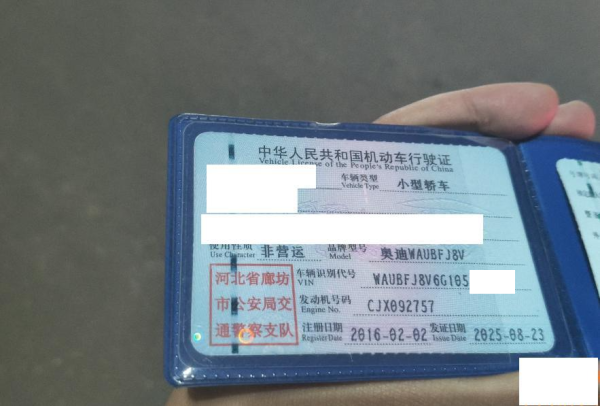 中华人民共和国机动车行驶证
Vehicle License of the People's Republic of China
车辆类型 小型轿车
Vehicle Type
使用性质 非营运 品牌型号 奥迪WAUBFJ8V
Use Character Model
河北省廊坊
市公安局交
通警察支队
车辆识别代号 WAUBFJ8V6G105
VIN
发动机号码 CJX092757
Engine No.
注册日期 2016-02-02 发证日期 2025-08-23
Register Date Issue Date